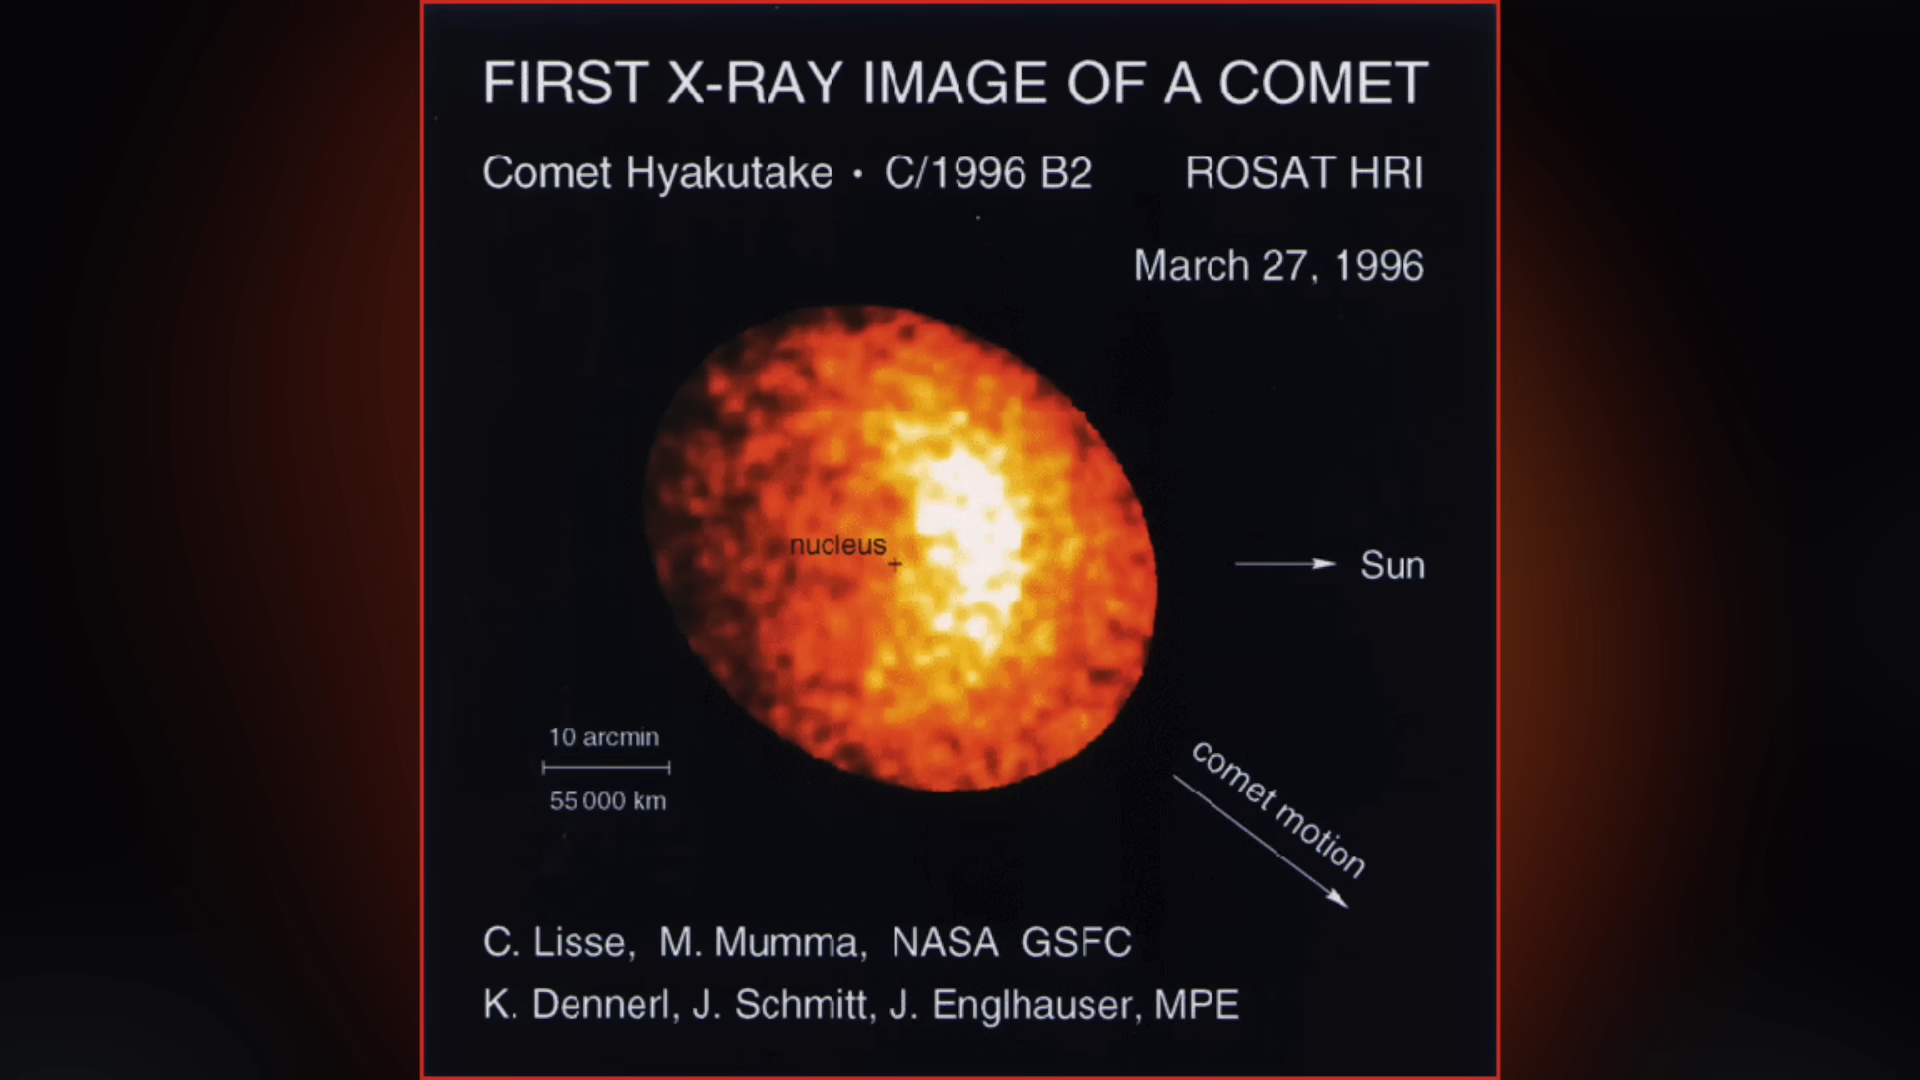 FIRST X-RAY IMAGE OF A COMET
Comet Hyakutake · C/1996 B2 ROSAT HRI
March 27, 1996
nucleus
Sun
10 arcmin
55 000 km
comet motion
C. Lisse, M. Mumma, NASA GSFC
K. Dennerl, J. Schmitt, J. Englhauser, MPE